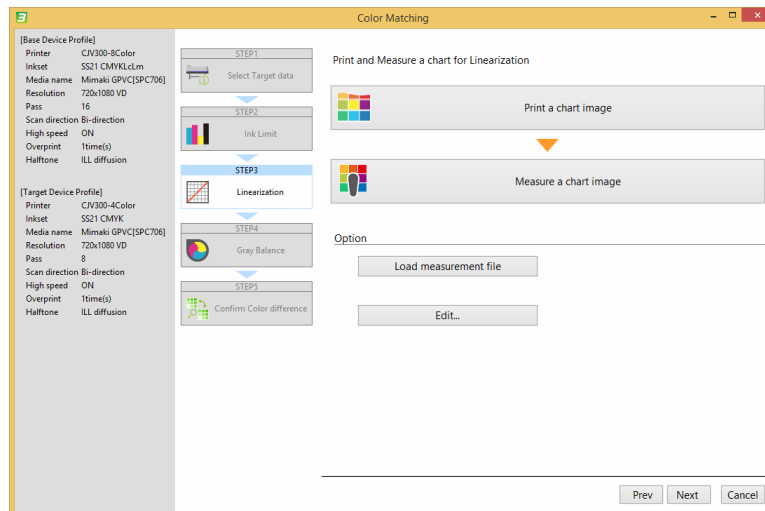 3
Color Matching
[Base Device Profile]
Printer CJV300-8Color
Inkset SS21 CMYKLcLm
Media name Mimaki GPVC[SPC706]
Resolution 720x1080 VD
Pass 16
Scan direction Bi-direction
High speed ON
Overprint 1time(s)
Halftone ILL diffusion
[Target Device Profile]
Printer CJV300-4Color
Inkset SS21 CMYK
Media name Mimaki GPVC[SPC706]
Resolution 720x1080 VD
Pass 8
Scan direction Bi-direction
High speed ON
Overprint 1time(s)
Halftone ILL diffusion
STEP1
Select Target data
STEP2
Ink Limit
STEP3
Linearization
STEP4
Gray Balance
STEP5
Confirm Color difference
Print and Measure a chart for Linearization
Print a chart image
Measure a chart image
Option
Load measurement file
Edit...
Prev Next Cancel